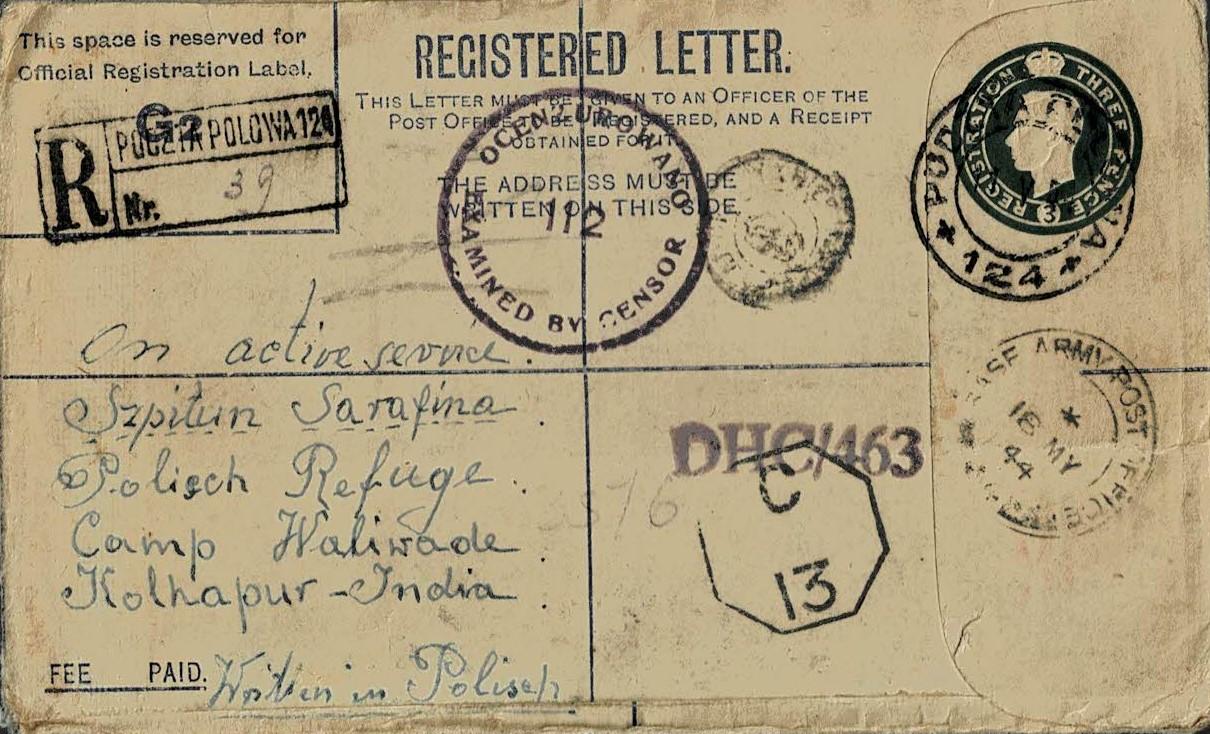 This space is reserved for
Official Registration Label.
G2
R
POCZTA POLOWA 124
Nr. 39
REGISTERED LETTER.
THIS LETTER MUST BE GIVEN TO AN OFFICER OF THE
POST OFFICE TO BE REGISTERED, AND A RECEIPT
OBTAINED FOR IT.
THE ADDRESS MUST BE
WRITTEN ON THIS SIDE.
OCENZUROWANO
112
EXAMINED BY CENSOR
REGISTRATION THREE PENCE
3
* 124 *
On active service.
Szpitun Sarafina
Polisch Refuge.
Camp Waliwade.
Kolhapur - India.
DHC/463
C
13
BASE ARMY POST OFFICE
*
16 MY
44
FEE PAID.
Written in Polisch